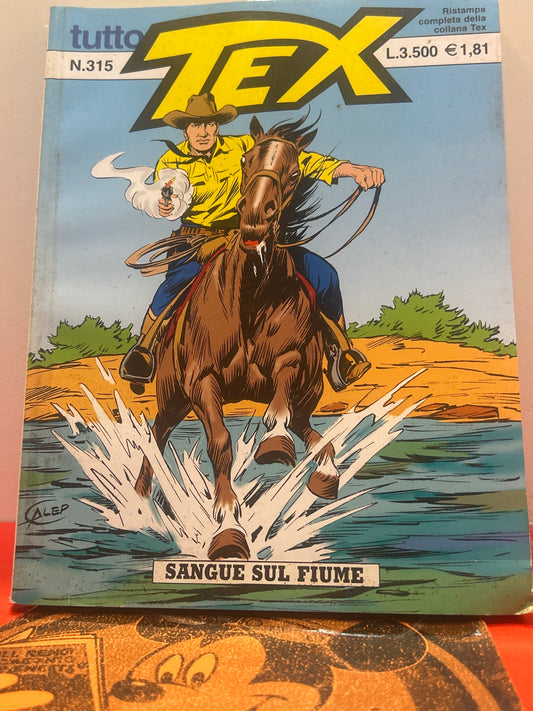 tutto
TEX
N.315
Ristampa
completa della
collana Tex
L.3.500 € 1,81
GALEP
SANGUE SUL FIUME